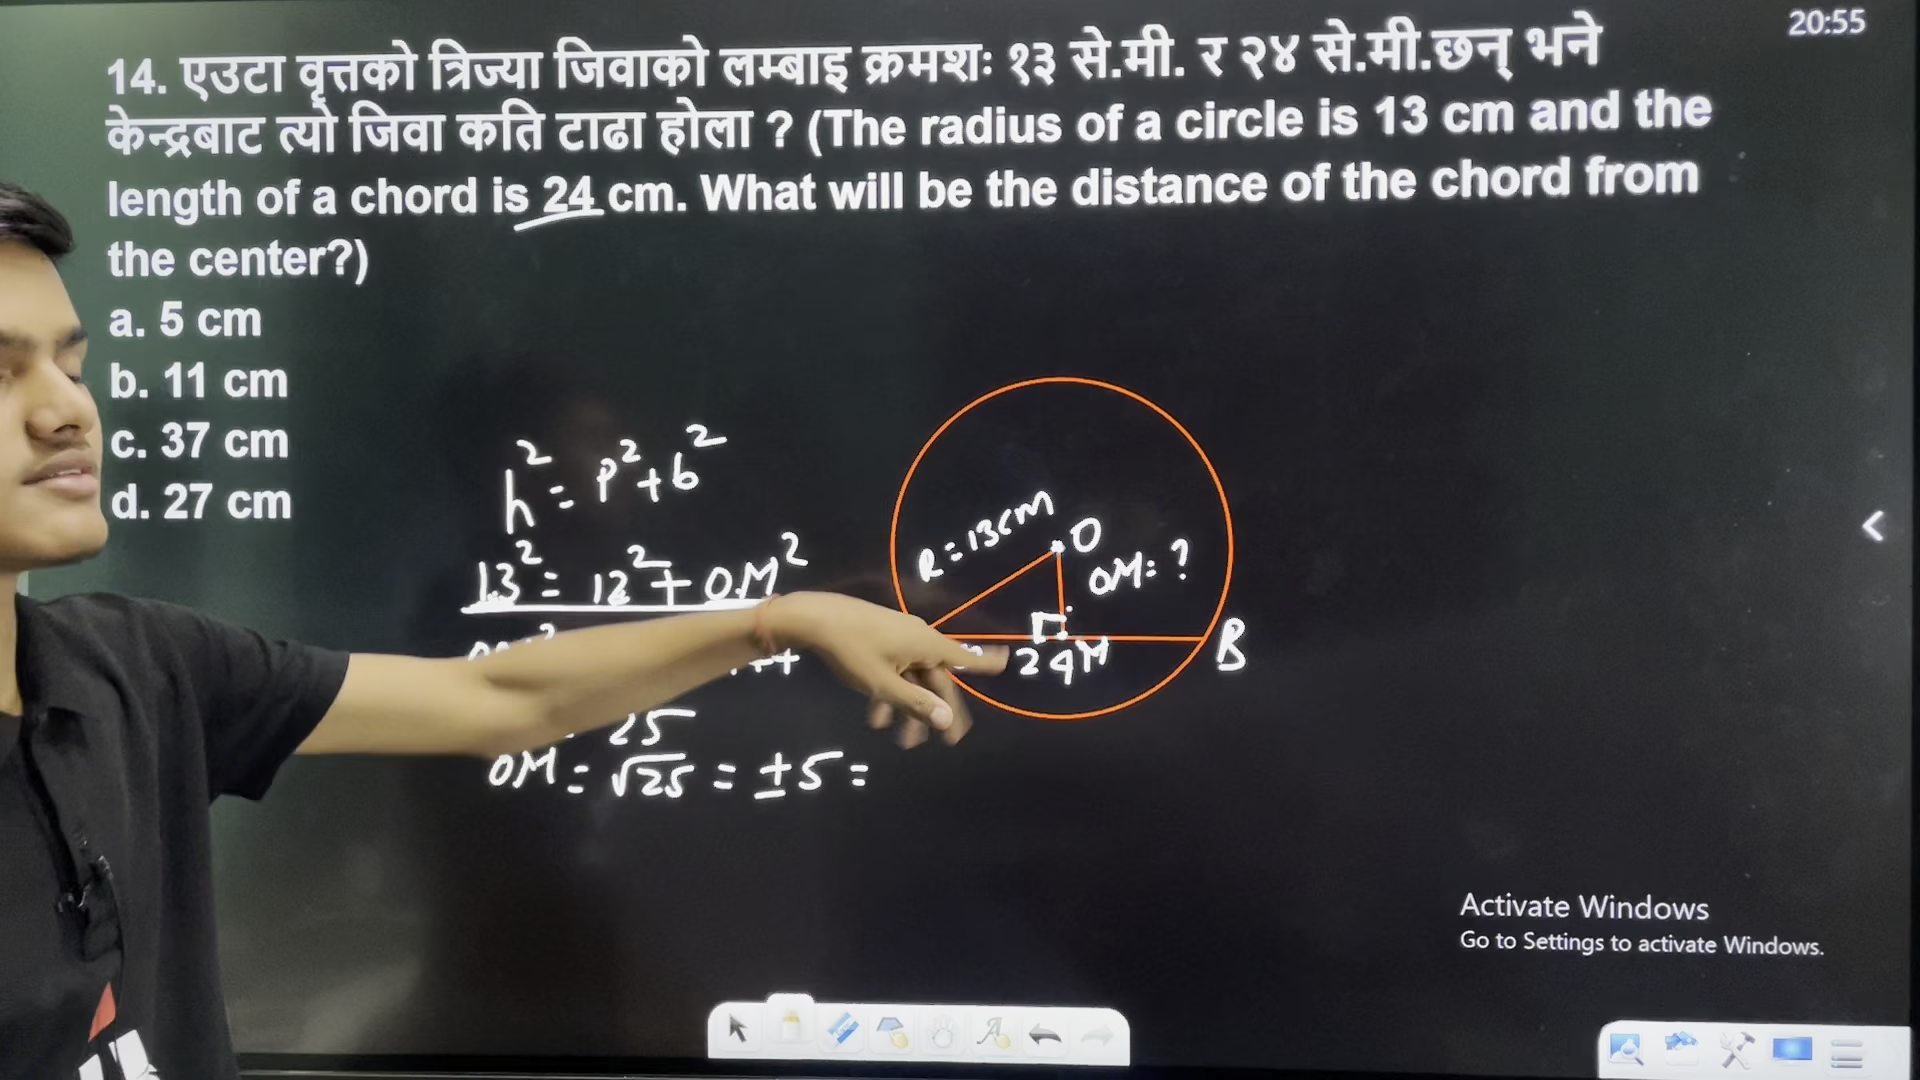 20:55
14. एउटा वृत्तको त्रिज्या जिवाको लम्बाइ क्रमशः १३ से.मी. र २४ से.मी.छन् भने
केन्द्रबाट त्यो जिवा कति टाढा होला ? (The radius of a circle is 13 cm and the
length of a chord is 24 cm. What will be the distance of the chord from
the center?)
a. 5 cm
b. 11 cm
c. 37 cm
d. 27 cm
h² = p² + b²
13² = 12² + OM²
25
OM = √25 = ±5 =
R = 13cm
O
OM = ?
24
M
B
Activate Windows
Go to Settings to activate Windows.